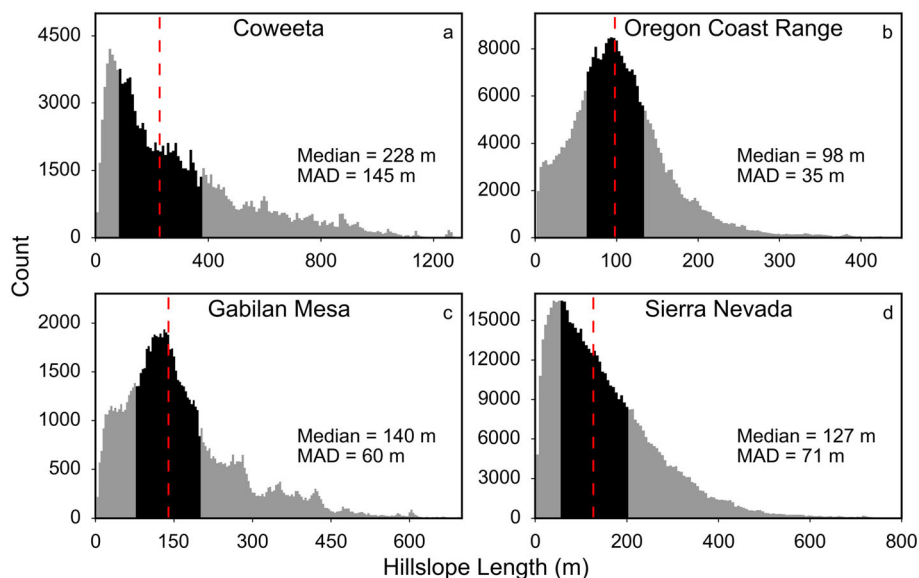 Count
Coweeta
a
4500
3000
1500
0
Median = 228 m
MAD = 145 m
0 400 800 1200
Oregon Coast Range
b
8000
6000
4000
2000
0
Median = 98 m
MAD = 35 m
0 100 200 300 400
Gabilan Mesa
c
2000
1500
1000
500
0
Median = 140 m
MAD = 60 m
0 150 300 450 600
Sierra Nevada
d
15000
12000
9000
6000
3000
0
Median = 127 m
MAD = 71 m
0 200 400 600 800
Hillslope Length (m)